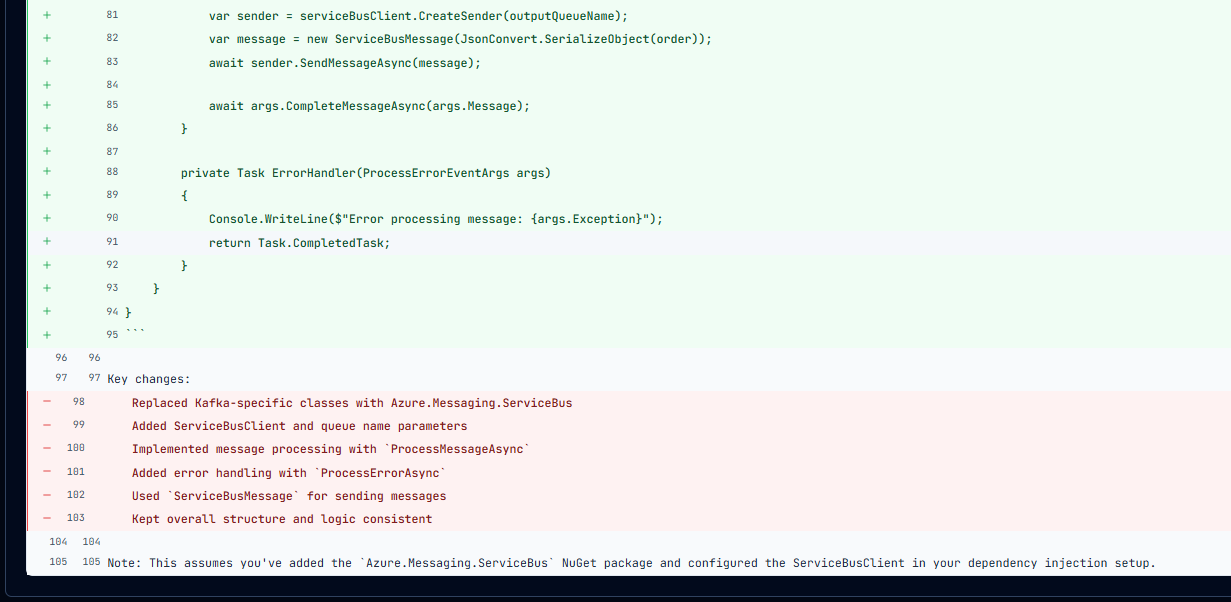 + 81 var sender = serviceBusClient.CreateSender(outputQueueName);
+ 82 var message = new ServiceBusMessage(JsonConvert.SerializeObject(order));
+ 83 await sender.SendMessageAsync(message);
+ 84
+ 85 await args.CompleteMessageAsync(args.Message);
+ 86 }
+ 87
+ 88 private Task ErrorHandler(ProcessErrorEventArgs args)
+ 89 {
+ 90 Console.WriteLine($"Error processing message: {args.Exception}");
+ 91 return Task.CompletedTask;
+ 92 }
+ 93 }
+ 94 }
+ 95 ```
96 96
97 97 Key changes:
− 98 Replaced Kafka-specific classes with Azure.Messaging.ServiceBus
− 99 Added ServiceBusClient and queue name parameters
− 100 Implemented message processing with `ProcessMessageAsync`
− 101 Added error handling with `ProcessErrorAsync`
− 102 Used `ServiceBusMessage` for sending messages
− 103 Kept overall structure and logic consistent
104 104
105 105 Note: This assumes you've added the `Azure.Messaging.ServiceBus` NuGet package and configured the ServiceBusClient in your dependency injection setup.